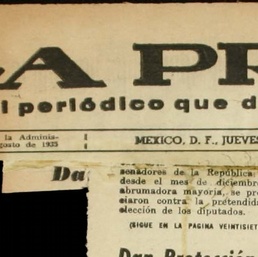 LA PR
l periódico que d
la Adminis-
gosto de 1935
MEXICO, D. F., JUEVES
Da
senadores de la República
desde el mes de diciembre
abrumadora mayoría, se pro
ciaron contra la pretendida
elección de los diputados.
(SIGUE EN LA PAGINA VEINTISIET
Dan Protección